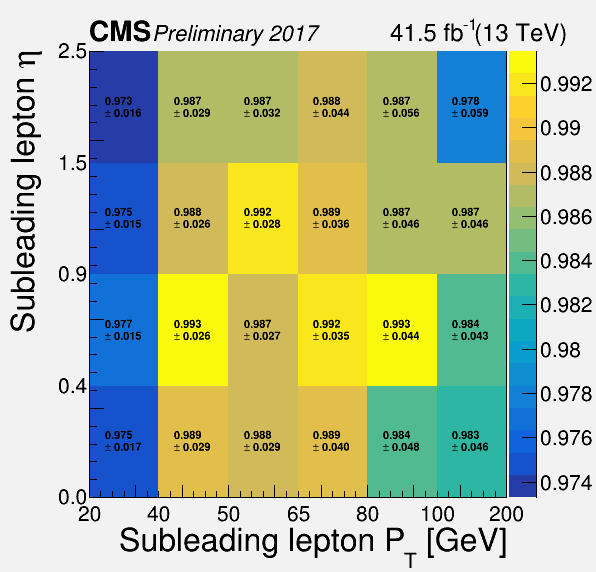 CMS Preliminary 2017 41.5 fb⁻¹(13 TeV)
Subleading lepton η
2.5
1.5
0.9
0.4
0.0
0.973 0.987 0.987 0.988 0.987 0.978
± 0.016 ± 0.029 ± 0.032 ± 0.044 ± 0.056 ± 0.059
0.975 0.988 0.992 0.989 0.987 0.987
± 0.015 ± 0.026 ± 0.028 ± 0.036 ± 0.046 ± 0.046
0.977 0.993 0.987 0.992 0.993 0.984
± 0.015 ± 0.026 ± 0.027 ± 0.035 ± 0.044 ± 0.043
0.975 0.989 0.988 0.989 0.984 0.983
± 0.017 ± 0.029 ± 0.029 ± 0.040 ± 0.048 ± 0.046
20 40 50 65 80 100 200
Subleading lepton P_T [GeV]
0.992
0.99
0.988
0.986
0.984
0.982
0.98
0.978
0.976
0.974